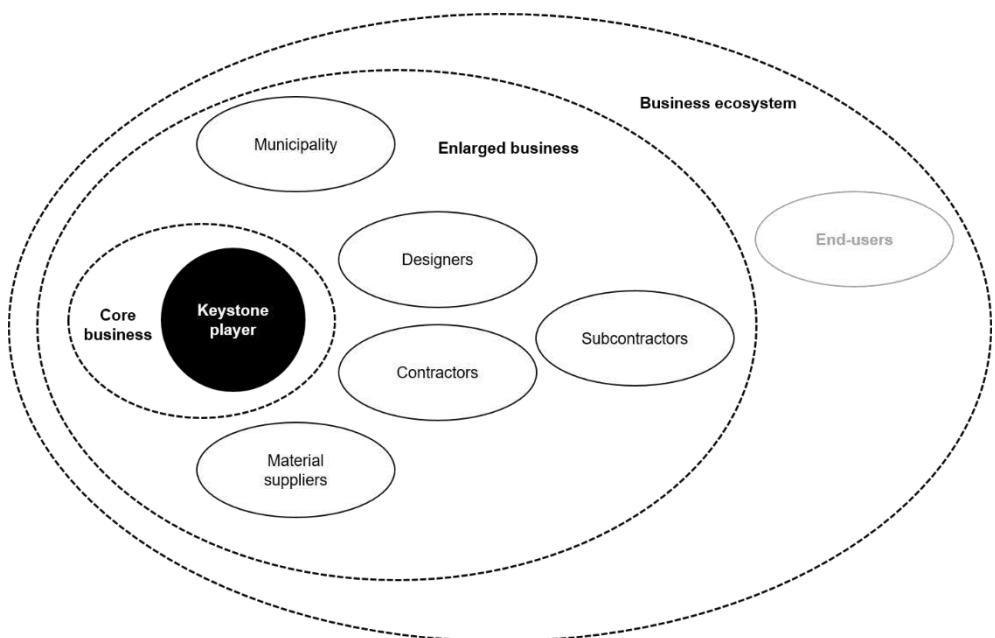 Business ecosystem
Municipality
Enlarged business
End-users
Designers
Core
business
Keystone
player
Subcontractors
Contractors
Material
suppliers